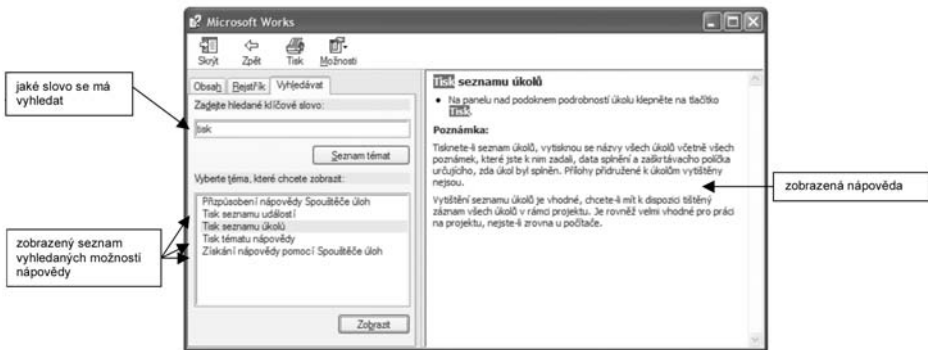 Microsoft Works
Skrýt Zpět Tisk Možnosti
jaké slovo se má
vyhledat
Obsah Rejstřík Vyhledávat
Zadejte hledané klíčové slovo:
tisk
Seznam témat
Vyberte téma, které chcete zobrazit:
Přizpůsobení nápovědy Spouštěče úloh
Tisk seznamu událostí
Tisk seznamu úkolů
Tisk tématu nápovědy
Získání nápovědy pomocí Spouštěče úloh
zobrazený seznam
vyhledaných možností
nápovědy
Zobrazit
Tisk seznamu úkolů
• Na panelu nad podoknem podrobností úkolu klepněte na tlačítko
Tisk.
Poznámka:
Tisknete-li seznam úkolů, vytisknou se názvy všech úkolů včetně všech
poznámek, které jste k nim zadali, data splnění a zaškrtávacího políčka
určujícího, zda úkol byl splněn. Přílohy přidružené k úkolům vytištěny
nejsou.
Vytištění seznamu úkolů je vhodné, chcete-li mít k dispozici tištěný
záznam všech úkolů v rámci projektu. Je rovněž velmi vhodné pro práci
na projektu, nejste-li zrovna u počítače.
zobrazená nápověda